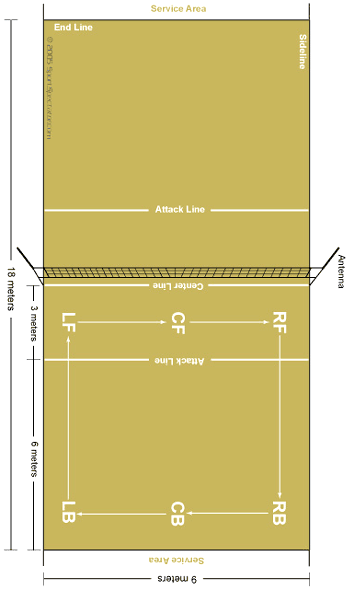 Service Area
End Line
Sideline
© 2005 SportSpectator.com
Attack Line
Antenna
Center Line
18 meters
3 meters
LF
CF
RF
Attack Line
6 meters
LB
CB
RB
Service Area
9 meters